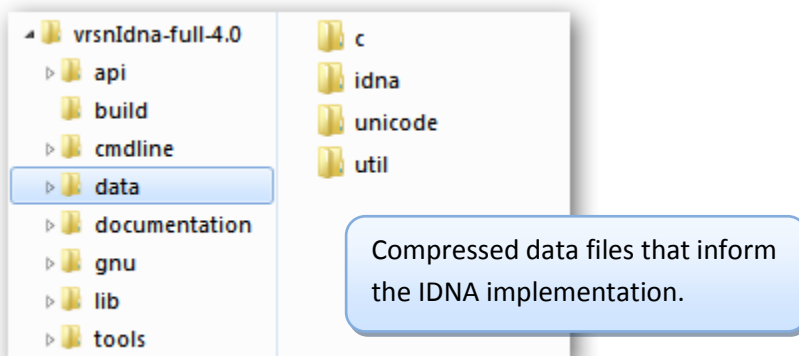 vrsnIdna-full-4.0
api
build
cmdline
data
documentation
gnu
lib
tools
c
idna
unicode
util
Compressed data files that inform
the IDNA implementation.